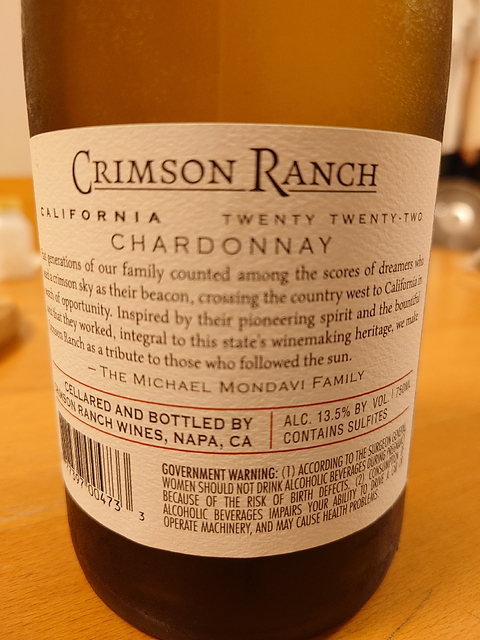 CRIMSON RANCH
CALIFORNIA TWENTY TWENTY-TWO
CHARDONNAY
generations of our family counted among the scores of dreamers who
a crimson sky as their beacon, crossing the country west to California in
of opportunity. Inspired by their pioneering spirit and the bountiful
that they worked, integral to this state's winemaking heritage, we make
Ranch as a tribute to those who followed the sun.
– THE MICHAEL MONDAVI FAMILY
CELLARED AND BOTTLED BY
RANCH WINES, NAPA, CA
ALC. 13.5% BY VOL. | 750ML
CONTAINS SULFITES
GOVERNMENT WARNING: (1) ACCORDING TO THE SURGEON GENERAL,
WOMEN SHOULD NOT DRINK ALCOHOLIC BEVERAGES DURING
BECAUSE OF THE RISK OF BIRTH DEFECTS. (2) CONSUMPTION OF
ALCOHOLIC BEVERAGES IMPAIRS YOUR ABILITY TO DRIVE A CAR OR
OPERATE MACHINERY, AND MAY CAUSE HEALTH PROBLEMS.
00473 3